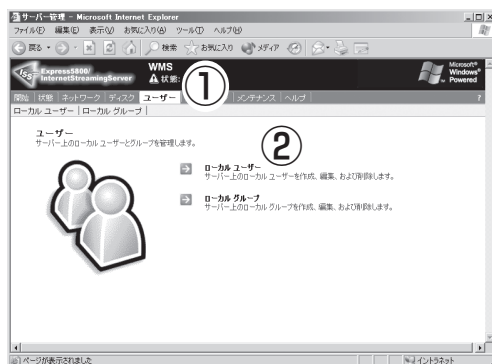 サーバー管理 - Microsoft Internet Explorer
ファイル(F) 編集(E) 表示(V) お気に入り(A) ツール(T) ヘルプ(H)
戻る 検索 お気に入り メディア
Express5800/
InternetStreamingServer
WMS
状態:
Microsoft
Windows
Powered
開始 状態 ネットワーク ディスク ユーザー メンテナンス ヘルプ ?
ローカル ユーザー ローカル グループ
①
②
ユーザー
サーバー上のローカル ユーザーとグループを管理します。
ローカル ユーザー
サーバー上のローカル ユーザーを作成、編集、および削除します。
ローカル グループ
サーバー上のローカル グループを作成、編集、および削除します。
ページが表示されました
イントラネット